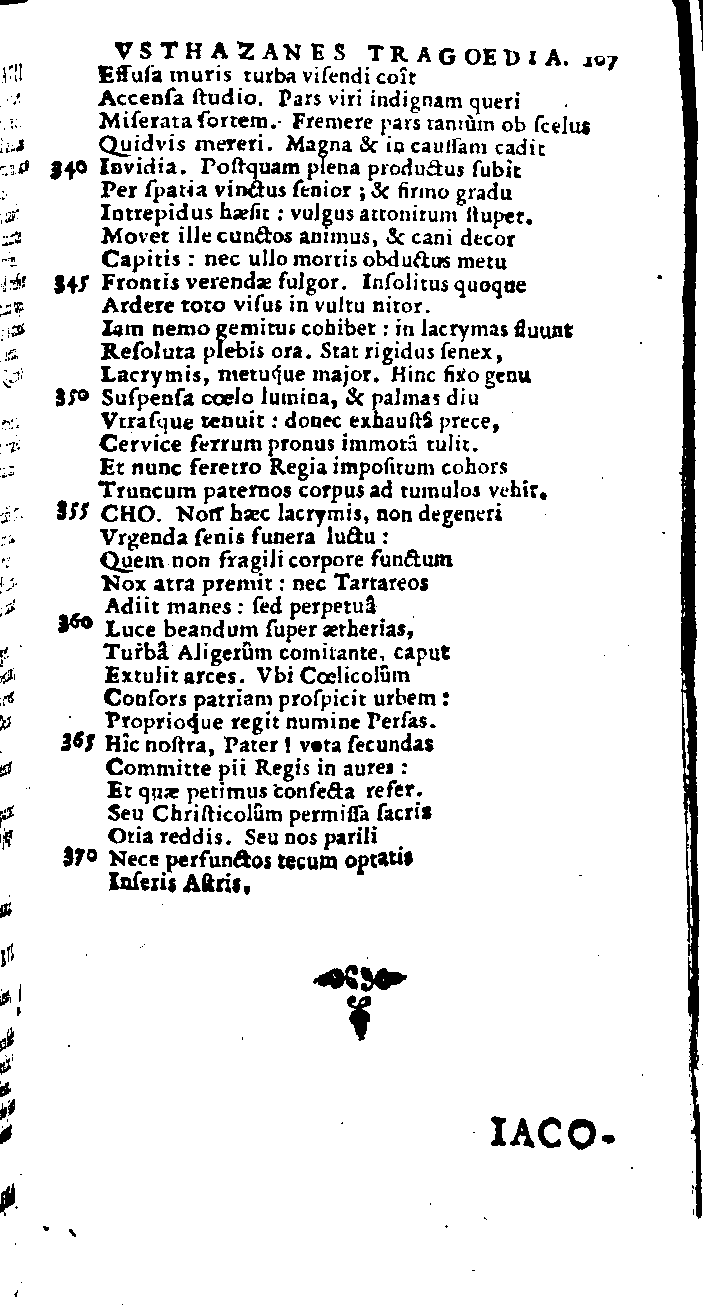 VSTHAZANES TRAGOEDIA. 107
Effuſa muris turba viſendi coît
Accenſa ſtudio. Pars viri indignam queri
Miſerata ſortem. Fremere pars tantùm ob ſcelus
Quidvis mereri. Magna & in cauſſam cadit
340 Invidia. Poſtquam plena productus ſubit
Per ſpatia vinctus ſenior ; & firmo gradu
Intrepidus hæſit : vulgus attonitum ſtupet.
Movet ille cunctos animus, & cani decor
Capitis : nec ullo mortis obductus metu
345 Frontis verendæ fulgor. Inſolitus quoque
Ardere toto viſus in vultu nitor.
Iam nemo gemitus cohibet : in lacrymas fluunt
Reſoluta plebis ora. Stat rigidus ſenex,
Lacrymis, metuque major. Hinc fixo genu
350 Suſpenſa cœlo lumina, & palmas diu
Vtraſque tenuit : donec exhauſtâ prece,
Cervice ferrum pronus immotâ tulit.
Et nunc feretro Regia impoſitum cohors
Truncum paternos corpus ad tumulos vehit.
355 CHO. Non hæc lacrymis, non degeneri
Vrgenda ſenis funera luctu :
Quem non fragili corpore functum
Nox atra premit : nec Tartareos
Adiit manes : ſed perpetuâ
360 Luce beandum ſuper ætherias,
Turbâ Aligerûm comitante, caput
Extulit arces. Vbi Cœlicolûm
Conſors patriam proſpicit urbem :
Proprioque regit numine Perſas.
365 Hîc noſtra, Pater ! vota ſecundas
Committe pii Regis in aures :
Et quæ petimus confecta refer.
Seu Chriſticolûm permiſſa ſacris
Otia reddis. Seu nos parili
370 Nece perfunctos tecum optatis
Inſeris Aſtris.
IACO-